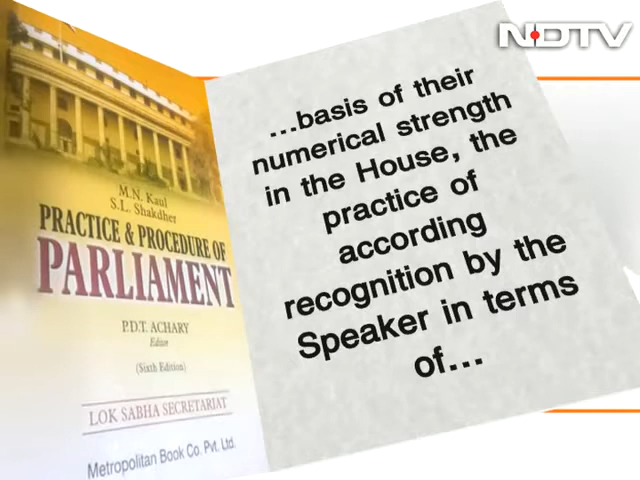 NDTV
M.N. Kaul
S.L. Shakdher
PRACTICE & PROCEDURE OF
PARLIAMENT
P.D.T. ACHARY
Editor
(Sixth Edition)
LOK SABHA SECRETARIAT
Metropolitan Book Co. Pvt. Ltd.
...basis of their
numerical strength
in the House, the
practice of
according
recognition by the
Speaker in terms
of...